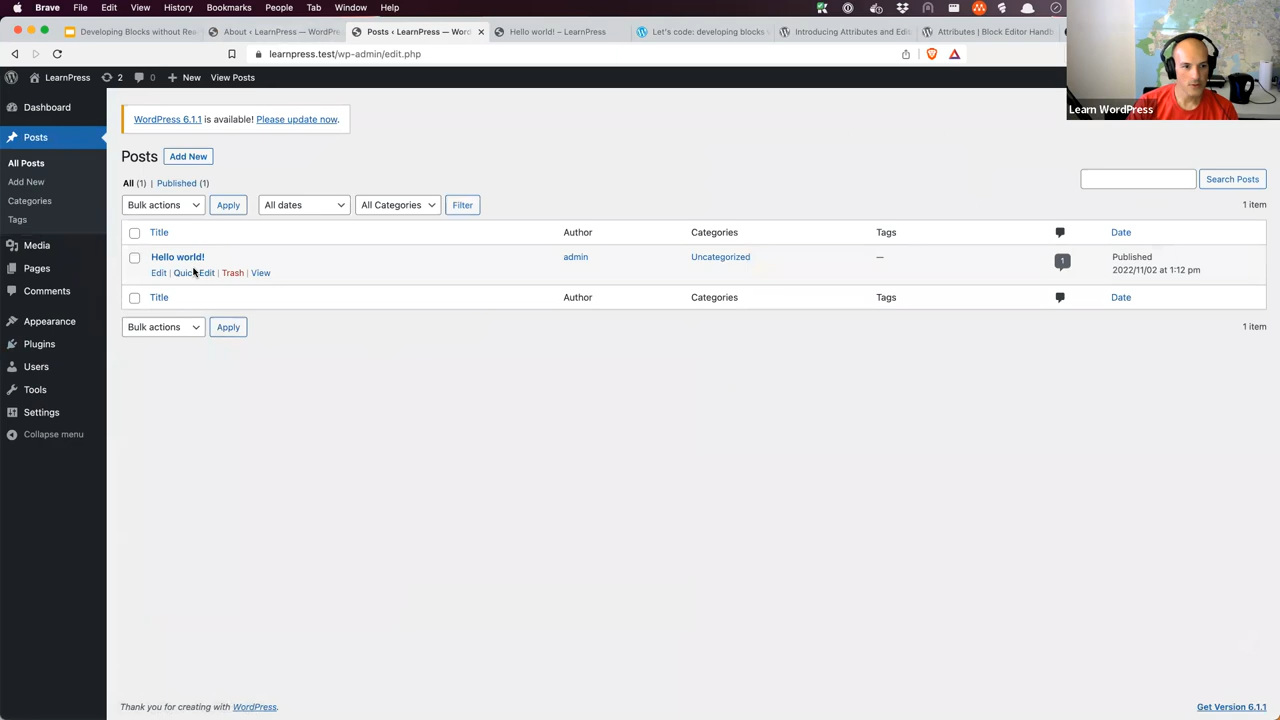 Brave File Edit View History Bookmarks People Tab Window Help
Developing Blocks without Rea
About ‹ LearnPress — WordPre
Posts ‹ LearnPress — Word
Hello world! – LearnPress
Let's code: developing blocks
Introducing Attributes and Edi
Attributes | Block Editor Handb
learnpress.test/wp-admin/edit.php
LearnPress 2 0 New View Posts
Learn WordPress
Dashboard
Posts
All Posts
Add New
Categories
Tags
Media
Pages
Comments
Appearance
Plugins
Users
Tools
Settings
Collapse menu
WordPress 6.1.1 is available! Please update now.
Posts Add New
All (1) | Published (1)
Search Posts
Bulk actions Apply All dates All Categories Filter
1 item
Title Author Categories Tags Date
Hello world! admin Uncategorized — 1 Published
Edit | Quick Edit | Trash | View 2022/11/02 at 1:12 pm
Title Author Categories Tags Date
Bulk actions Apply
1 item
Thank you for creating with WordPress.
Get Version 6.1.1